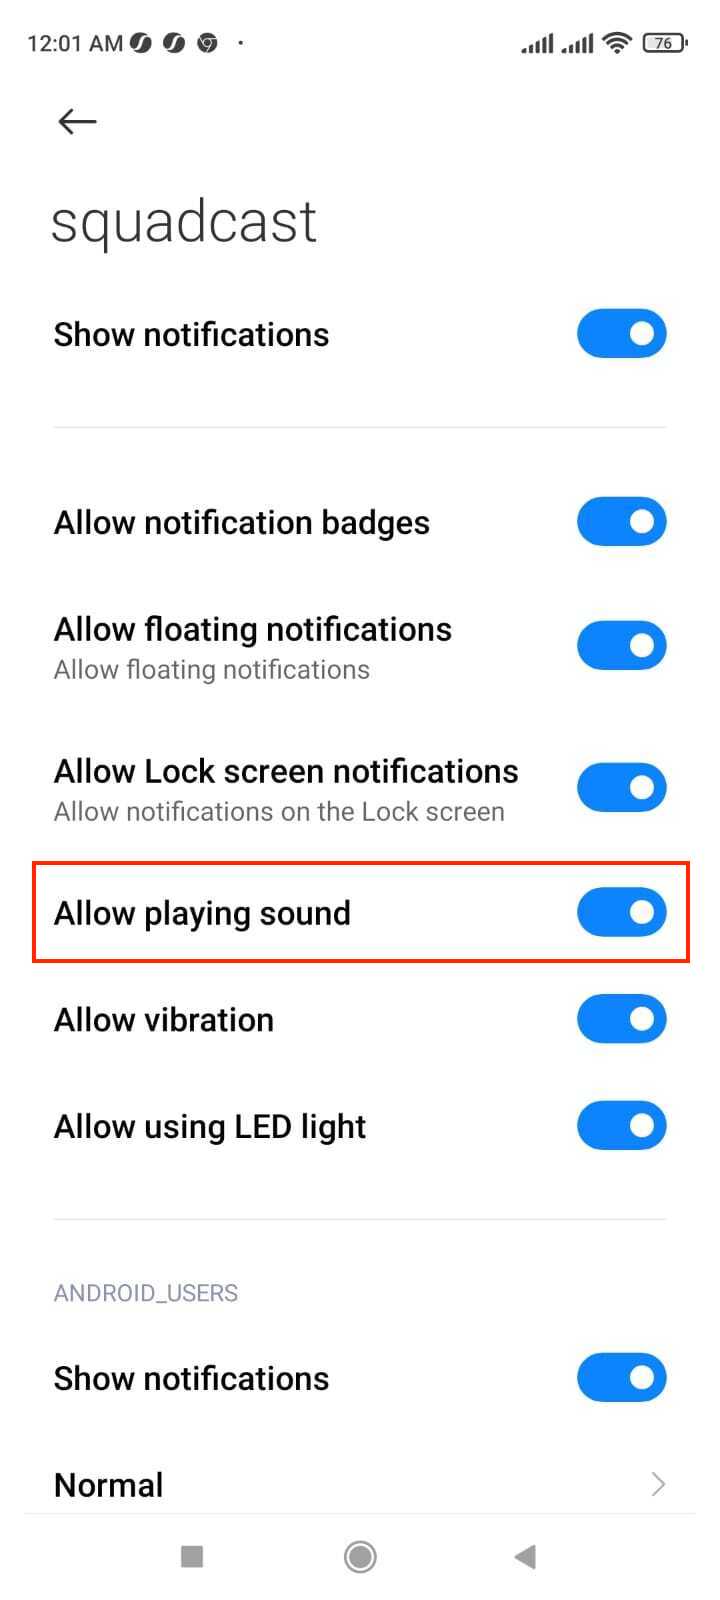 12:01 AM
76
squadcast
Show notifications
Allow notification badges
Allow floating notifications
Allow floating notifications
Allow Lock screen notifications
Allow notifications on the Lock screen
Allow playing sound
Allow vibration
Allow using LED light
ANDROID_USERS
Show notifications
Normal